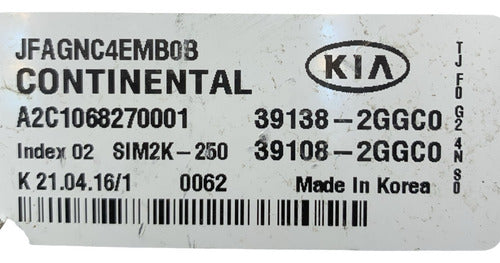 JFAGNC4EMB0B
CONTINENTAL
KIA
A2C1068270001 39138-2GGC0
Index 02 SIM2K-250 39108-2GGC0
K 21.04.16/1 0062 Made In Korea
TJ F0 G2 4N S0